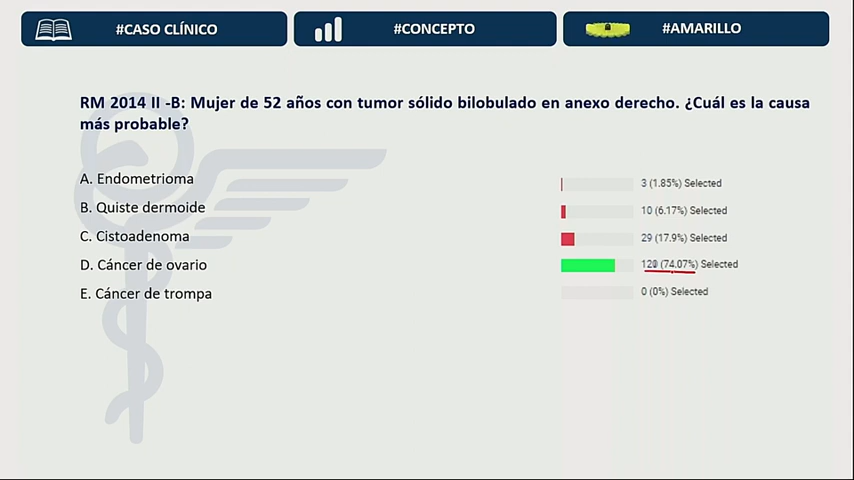 #CASO CLÍNICO
#CONCEPTO
#AMARILLO
RM 2014 II -B: Mujer de 52 años con tumor sólido bilobulado en anexo derecho. ¿Cuál es la causa
más probable?
A. Endometrioma
3 (1.85%) Selected
B. Quiste dermoide
10 (6.17%) Selected
C. Cistoadenoma
29 (17.9%) Selected
D. Cáncer de ovario
120 (74.07%) Selected
E. Cáncer de trompa
0 (0%) Selected